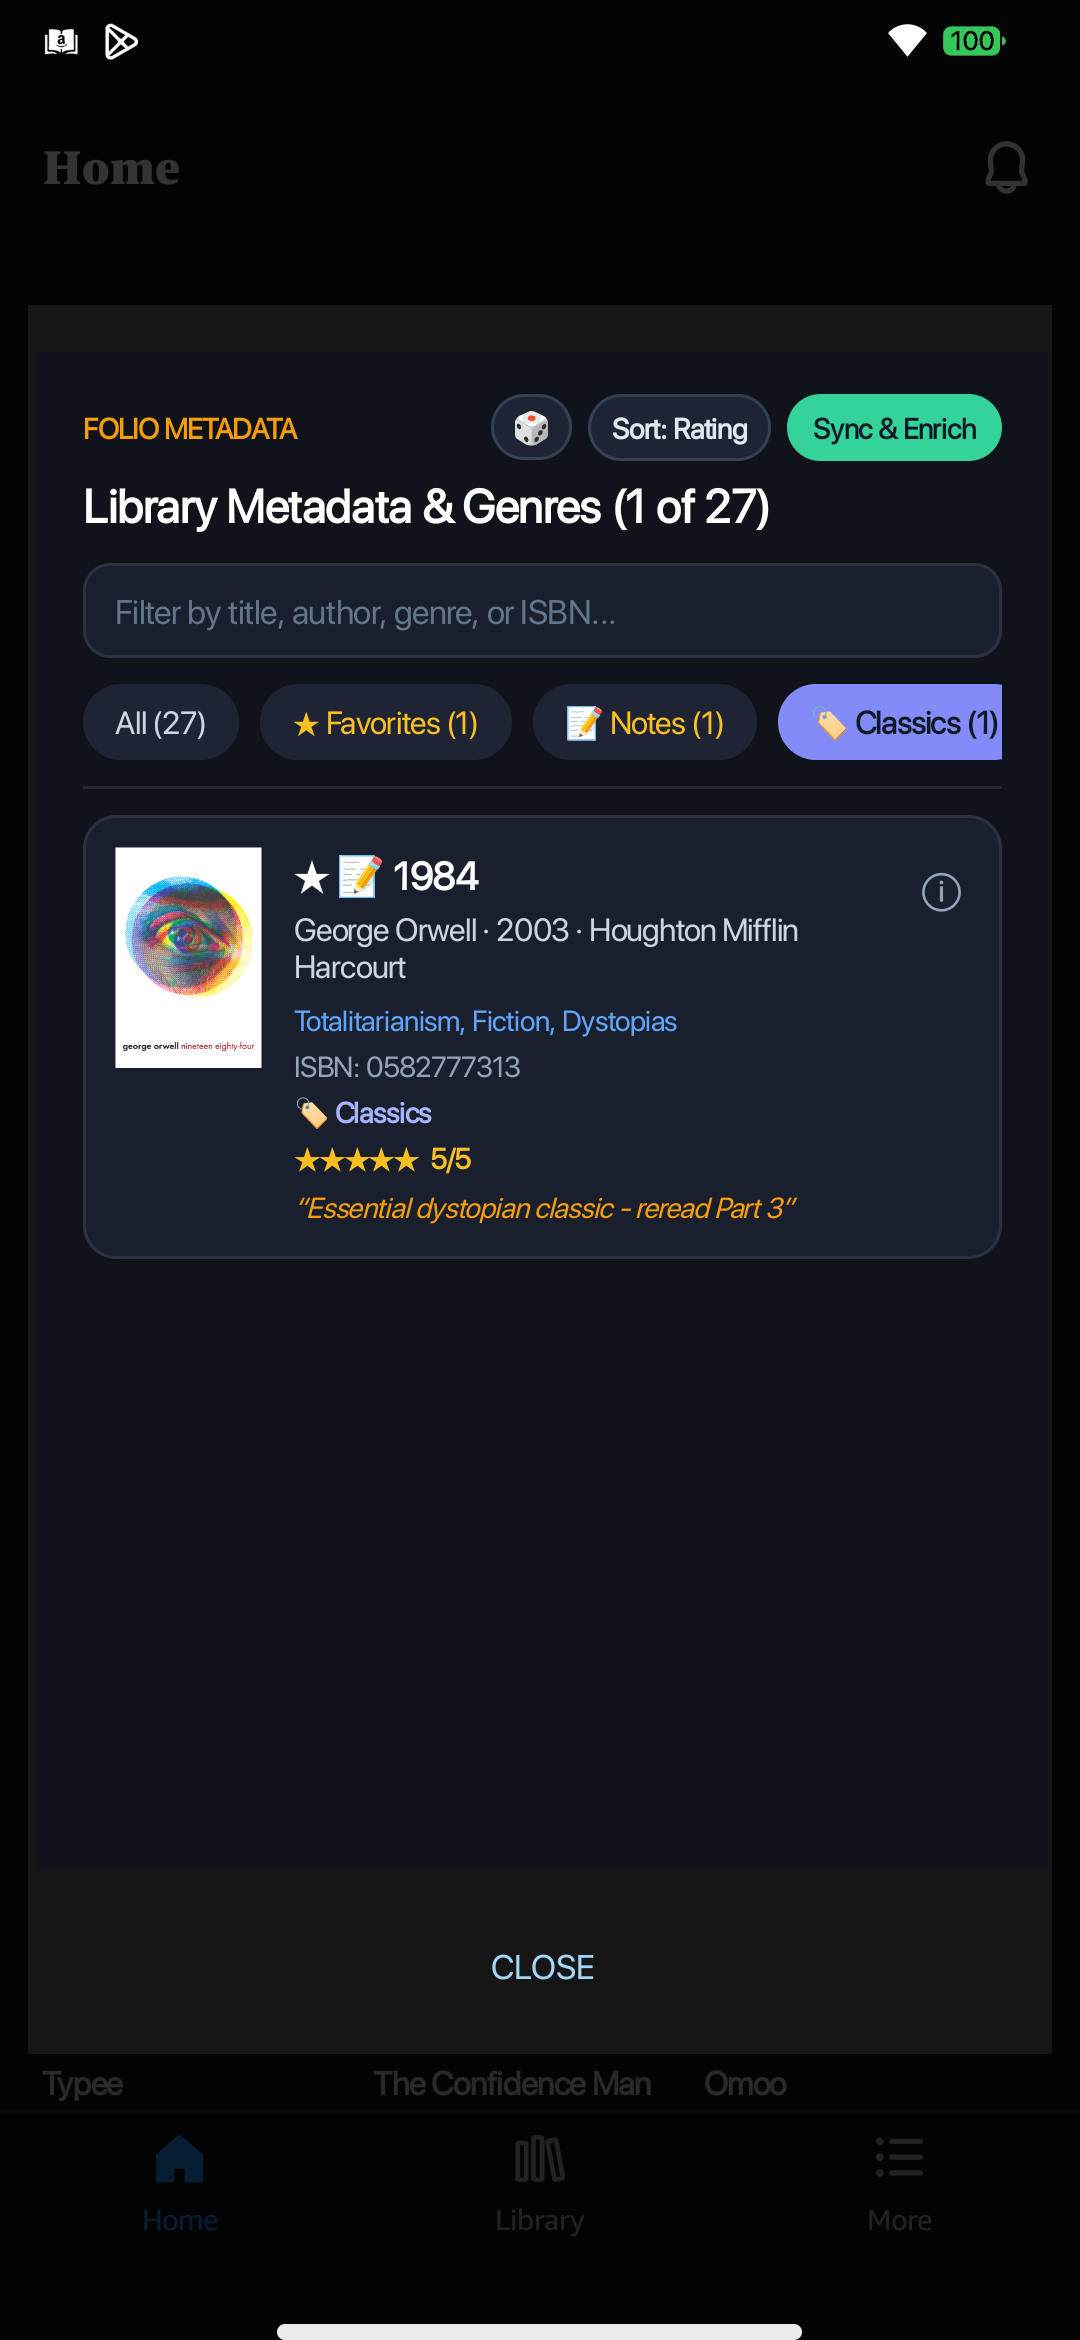 100
Home
FOLIO METADATA
Sort: Rating
Sync & Enrich
Library Metadata & Genres (1 of 27)
Filter by title, author, genre, or ISBN...
All (27)
★ Favorites (1)
📝 Notes (1)
🏷️ Classics (1)
★ 📝 1984
George Orwell · 2003 · Houghton Mifflin
Harcourt
Totalitarianism, Fiction, Dystopias
ISBN: 0582777313
🏷️ Classics
★★★★★ 5/5
“Essential dystopian classic - reread Part 3”
george orwell nineteen eighty-four
CLOSE
Typee
The Confidence Man
Omoo
Home
Library
More